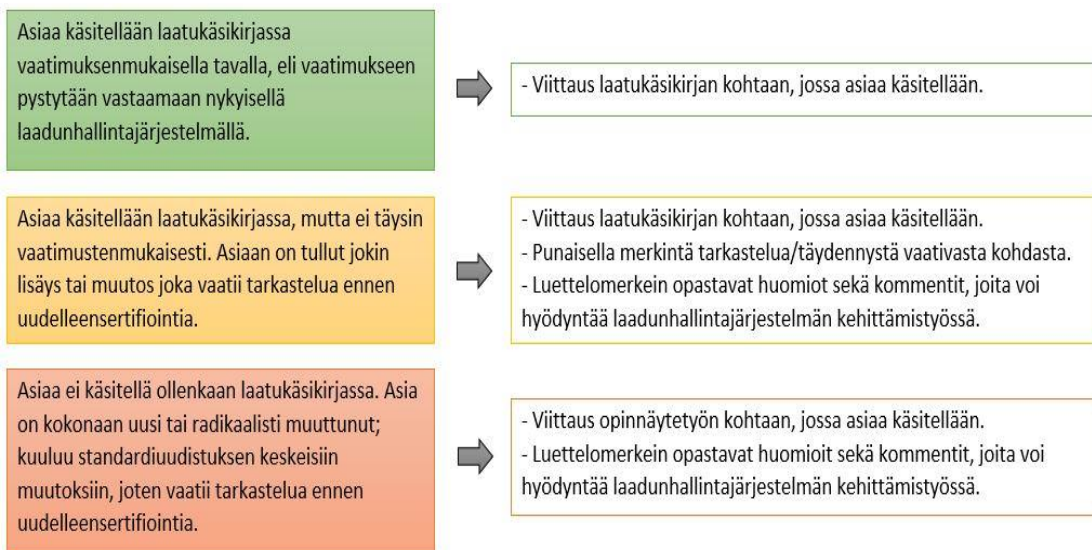 Asiaa käsitellään laatukäsikirjassa
vaatimuksenmukaisella tavalla, eli vaatimukseen
pystytään vastaamaan nykyisellä
laadunhallintajärjestelmällä.
- Viittaus laatukäsikirjan kohtaan, jossa asiaa käsitellään.
Asiaa käsitellään laatukäsikirjassa, mutta ei täysin
vaatimustenmukaisesti. Asiaan on tullut jokin
lisäys tai muutos joka vaatii tarkastelua ennen
uudelleensertifiointia.
- Viittaus laatukäsikirjan kohtaan, jossa asiaa käsitellään.
- Punaisella merkintä tarkastelua/täydennystä vaativasta kohdasta.
- Luettelomerkein opastavat huomiot sekä kommentit, joita voi
hyödyntää laadunhallintajärjestelmän kehittämistyössä.
Asiaa ei käsitellä ollenkaan laatukäsikirjassa. Asia
on kokonaan uusi tai radikaalisti muuttunut;
kuuluu standardiuudistuksen keskeisiin
muutoksiin, joten vaatii tarkastelua ennen
uudelleensertifiointia.
- Viittaus opinnäytetyön kohtaan, jossa asiaa käsitellään.
- Luettelomerkein opastavat huomioit sekä kommentit, joita voi
hyödyntää laadunhallintajärjestelmän kehittämistyössä.